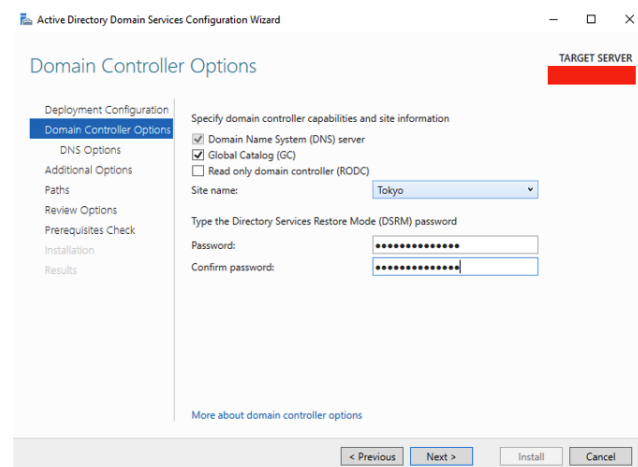 Active Directory Domain Services Configuration Wizard
Domain Controller Options
TARGET SERVER
Deployment Configuration
Domain Controller Options
DNS Options
Additional Options
Paths
Review Options
Prerequisites Check
Installation
Results
Specify domain controller capabilities and site information
Domain Name System (DNS) server
Global Catalog (GC)
Read only domain controller (RODC)
Site name: Tokyo
Type the Directory Services Restore Mode (DSRM) password
Password: ●●●●●●●●●●●●●●
Confirm password: ●●●●●●●●●●●●●●
More about domain controller options
< Previous Next > Install Cancel